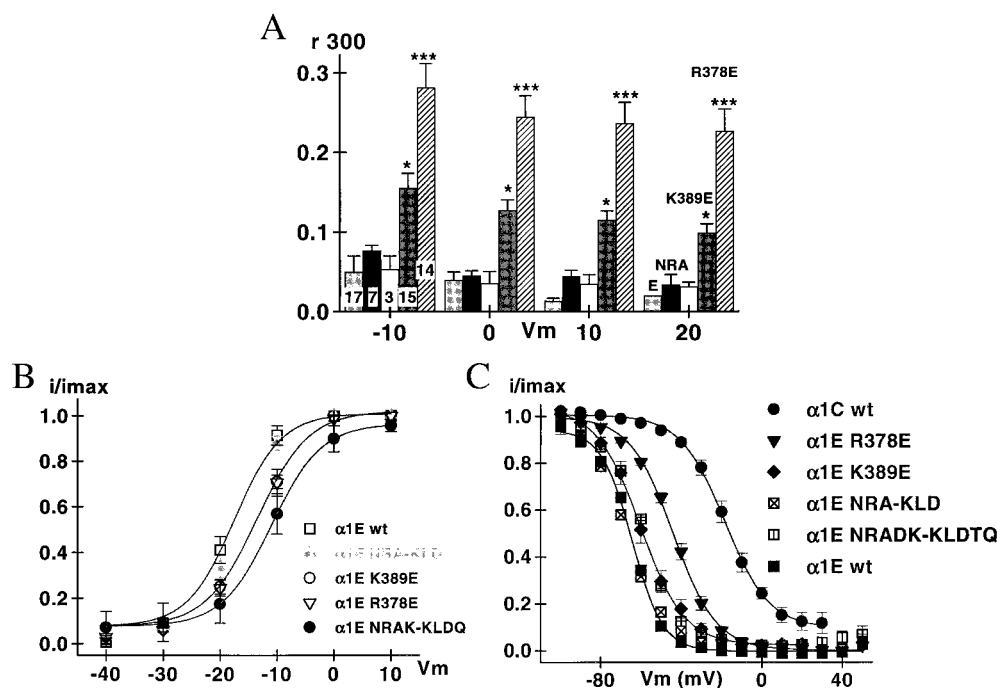 A
r 300
R378E
K389E
NRA
E
0.3
0.2
0.1
0.0
***
***
***
***
*
*
*
*
17 7 3 15 14
-10 0 Vm 10 20
B
i/imax
1.0
0.8
0.6
0.4
0.2
0.0
α1E wt
α1E NRA-KLD
α1E K389E
α1E R378E
α1E NRAK-KLDQ
-40 -30 -20 -10 0 Vm 10
C
i/imax
1.0
0.8
0.6
0.4
0.2
0.0
α1C wt
α1E R378E
α1E K389E
α1E NRA-KLD
α1E NRADK-KLDTQ
α1E wt
-80 Vm (mV) 0 40